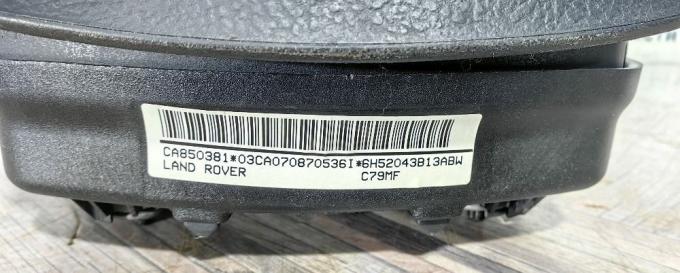 CA850381*03CA070870536I*6H52043B13ABW
LAND ROVER C79MF